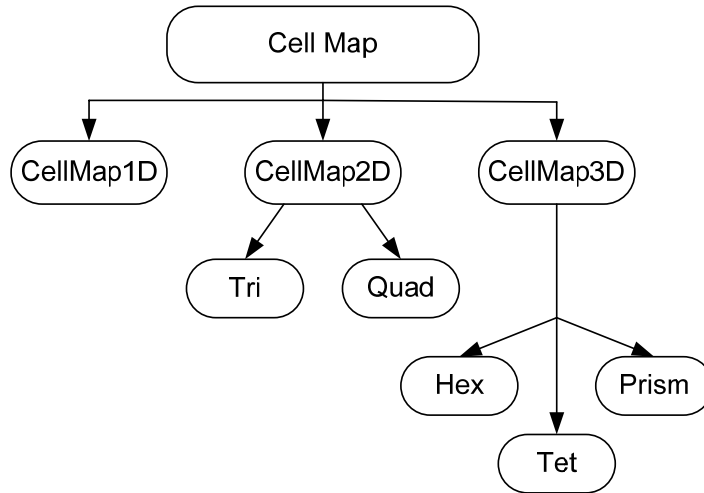 Cell Map
CellMap1D
CellMap2D
CellMap3D
Tri
Quad
Hex
Prism
Tet